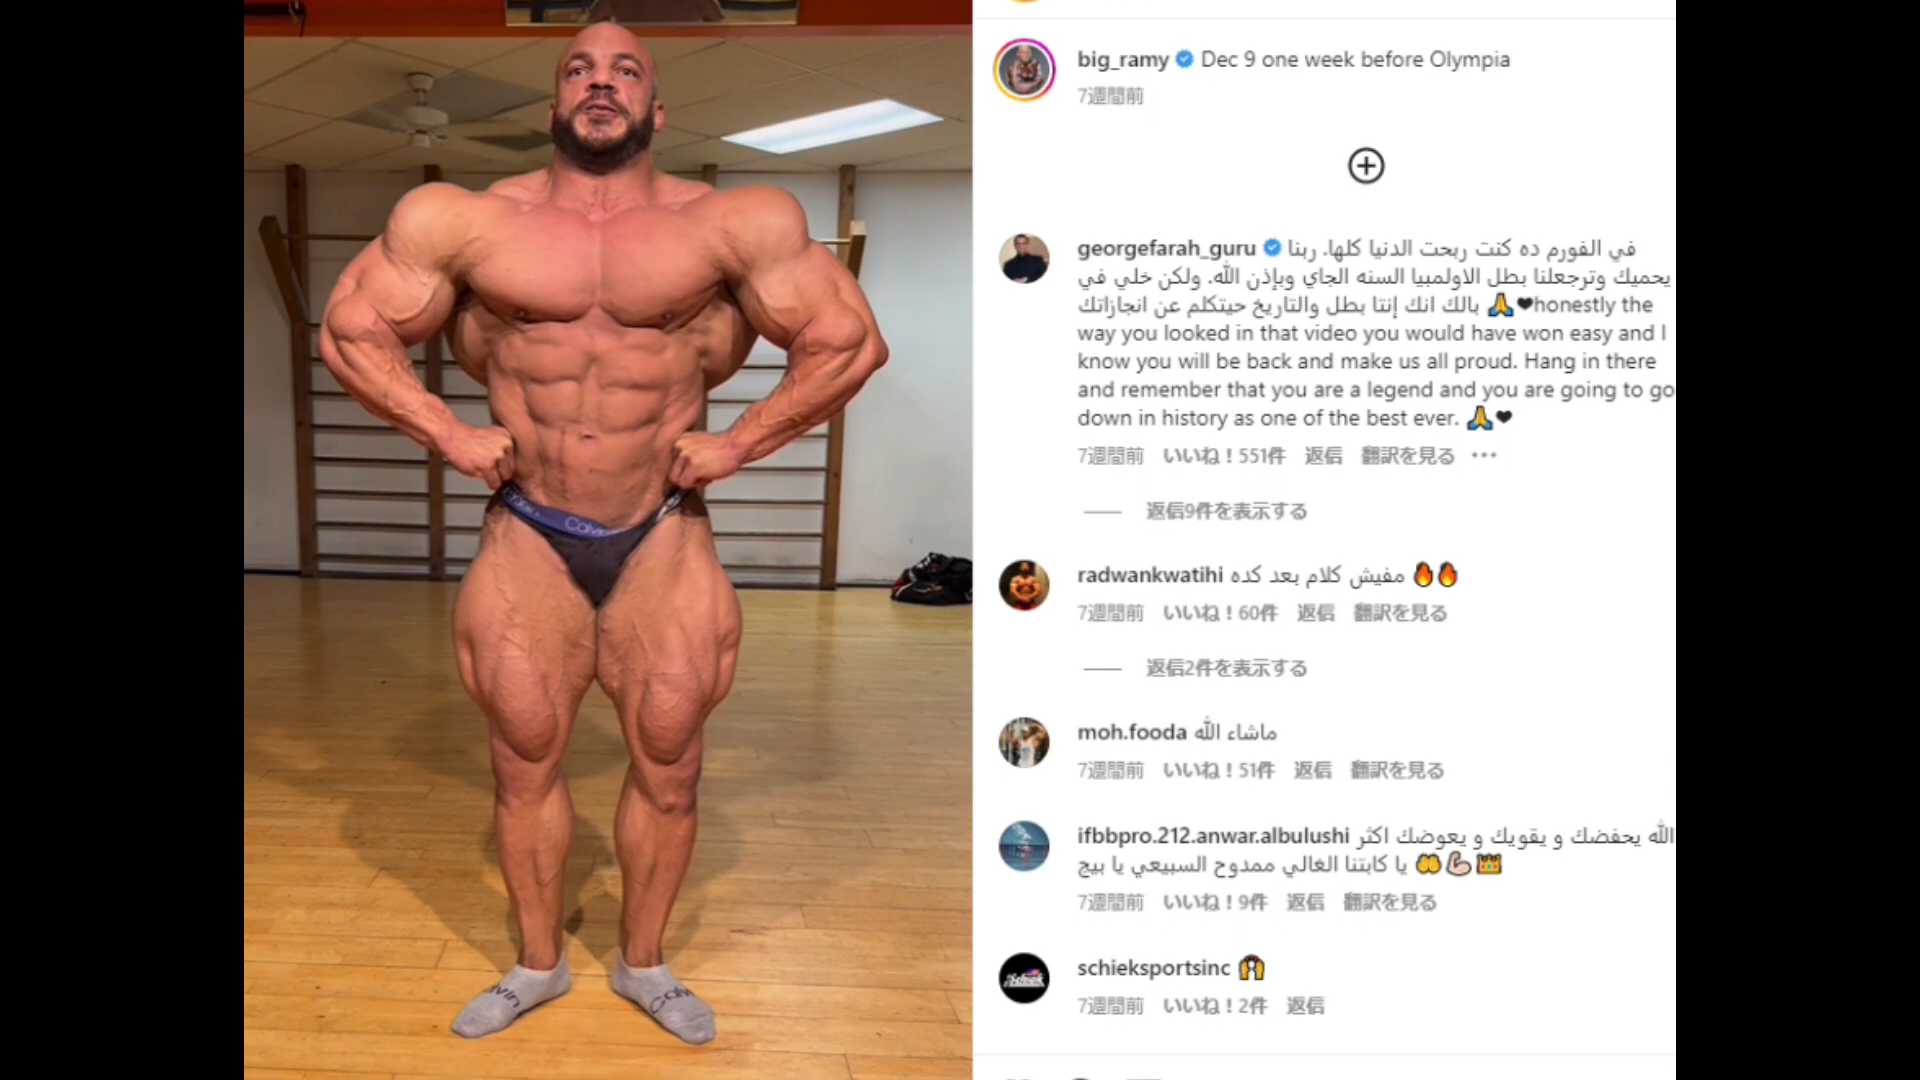 big_ramy Dec 9 one week before Olympia
7週間前
georgefarah_guru في الفورم ده كنت ربحت الدنيا كلها. ربنا
يحميك وترجعلنا بطل الاولمبيا السنه الجاي وبإذن الله. ولكن خلي في
بالك انك إنتا بطل والتاريخ حيتكلم عن انجازاتك 🙏❤honestly the
way you looked in that video you would have won easy and I
know you will be back and make us all proud. Hang in there
and remember that you are a legend and you are going to go
down in history as one of the best ever. 🙏❤
7週間前 いいね!551件 返信 翻訳を見る
返信9件を表示する
radwankwatihi مفيش كلام بعد كده 🔥🔥
7週間前 いいね!60件 返信 翻訳を見る
返信2件を表示する
moh.fooda ماشاء الله
7週間前 いいね!51件 返信 翻訳を見る
ifbbpro.212.anwar.albulushi الله يحفضك و يقويك و يعوضك اكثر
يا كابتنا الغالي ممدوح السبيعي يا بيج 🤲💪👑
7週間前 いいね!9件 返信 翻訳を見る
schieksportsinc 🙌
7週間前 いいね!2件 返信
Calvin